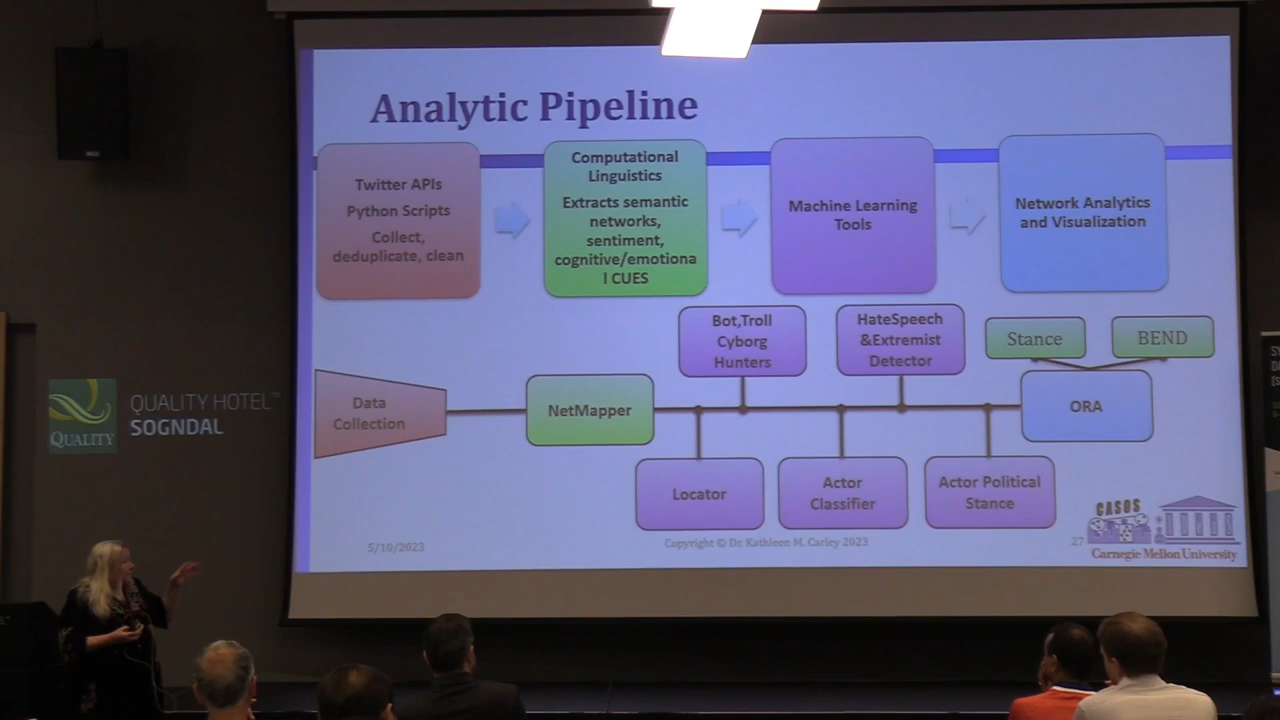 Analytic Pipeline
Twitter APIs
Python Scripts
Collect,
deduplicate, clean
Computational
Linguistics
Extracts semantic
networks,
sentiment,
cognitive/emotiona
l CUES
Machine Learning
Tools
Network Analytics
and Visualization
Bot,Troll
Cyborg
Hunters
HateSpeech
&Extremist
Detector
Stance
BEND
Data
Collection
NetMapper
ORA
Locator
Actor
Classifier
Actor Political
Stance
5/10/2023
Copyright © Dr. Kathleen M. Carley 2023
27
CASOS
Carnegie Mellon University
QUALITY
QUALITY HOTEL™
SOGNDAL